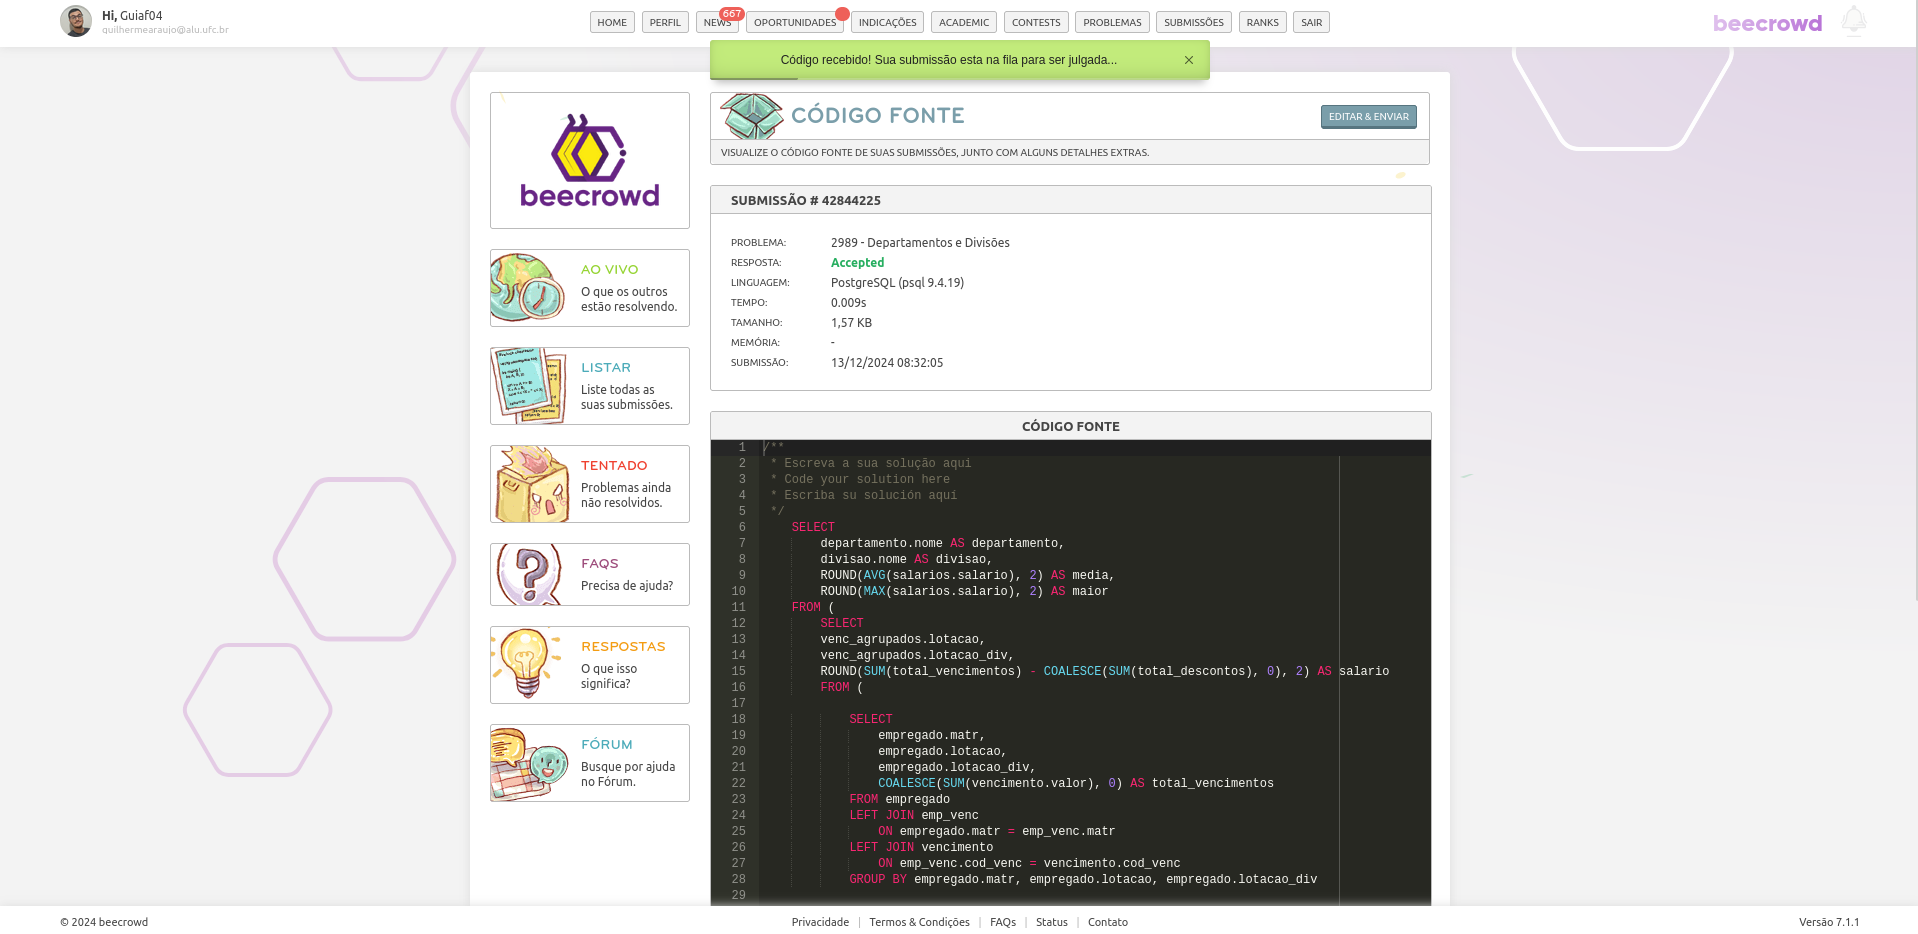 Hi, Guiaf04
guilhermearaujo@alu.ufc.br
HOME
PERFIL
NEWS
667
OPORTUNIDADES
INDICAÇÕES
ACADEMIC
CONTESTS
PROBLEMAS
SUBMISSÕES
RANKS
SAIR
beecrowd
Código recebido! Sua submissão esta na fila para ser julgada...
beecrowd
AO VIVO
O que os outros
estão resolvendo.
LISTAR
Liste todas as
suas submissões.
TENTADO
Problemas ainda
não resolvidos.
FAQS
Precisa de ajuda?
RESPOSTAS
O que isso
significa?
FÓRUM
Busque por ajuda
no Fórum.
CÓDIGO FONTE
EDITAR & ENVIAR
VISUALIZE O CÓDIGO FONTE DE SUAS SUBMISSÕES, JUNTO COM ALGUNS DETALHES EXTRAS.
SUBMISSÃO # 42844225
PROBLEMA: 2989 - Departamentos e Divisões
RESPOSTA: Accepted
LINGUAGEM: PostgreSQL (psql 9.4.19)
TEMPO: 0.009s
TAMANHO: 1,57 KB
MEMÓRIA: -
SUBMISSÃO: 13/12/2024 08:32:05
CÓDIGO FONTE
1 /**
2 * Escreva a sua solução aqui
3 * Code your solution here
4 * Escriba su solución aquí
5 */
6 SELECT
7 departamento.nome AS departamento,
8 divisao.nome AS divisao,
9 ROUND(AVG(salarios.salario), 2) AS media,
10 ROUND(MAX(salarios.salario), 2) AS maior
11 FROM (
12 SELECT
13 venc_agrupados.lotacao,
14 venc_agrupados.lotacao_div,
15 ROUND(SUM(total_vencimentos) - COALESCE(SUM(total_descontos), 0), 2) AS salario
16 FROM (
17
18 SELECT
19 empregado.matr,
20 empregado.lotacao,
21 empregado.lotacao_div,
22 COALESCE(SUM(vencimento.valor), 0) AS total_vencimentos
23 FROM empregado
24 LEFT JOIN emp_venc
25 ON empregado.matr = emp_venc.matr
26 LEFT JOIN vencimento
27 ON emp_venc.cod_venc = vencimento.cod_venc
28 GROUP BY empregado.matr, empregado.lotacao, empregado.lotacao_div
29
© 2024 beecrowd
Privacidade | Termos & Condições | FAQs | Status | Contato
Versão 7.1.1